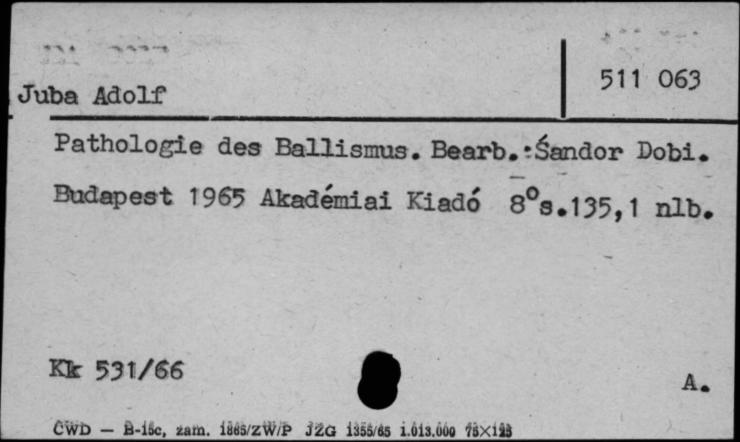 511 063
Juba Adolf
Pathologie des Ballismus. Bearb.:Śandor Dobi.
Budapest 1965 Akadémiai Kiadó 8°s.135,1 nlb.
Kk 531/66
A.
CWD — B-15c, zam. 1865/ZW/P JZG 1355/65 1.013.000 75×125